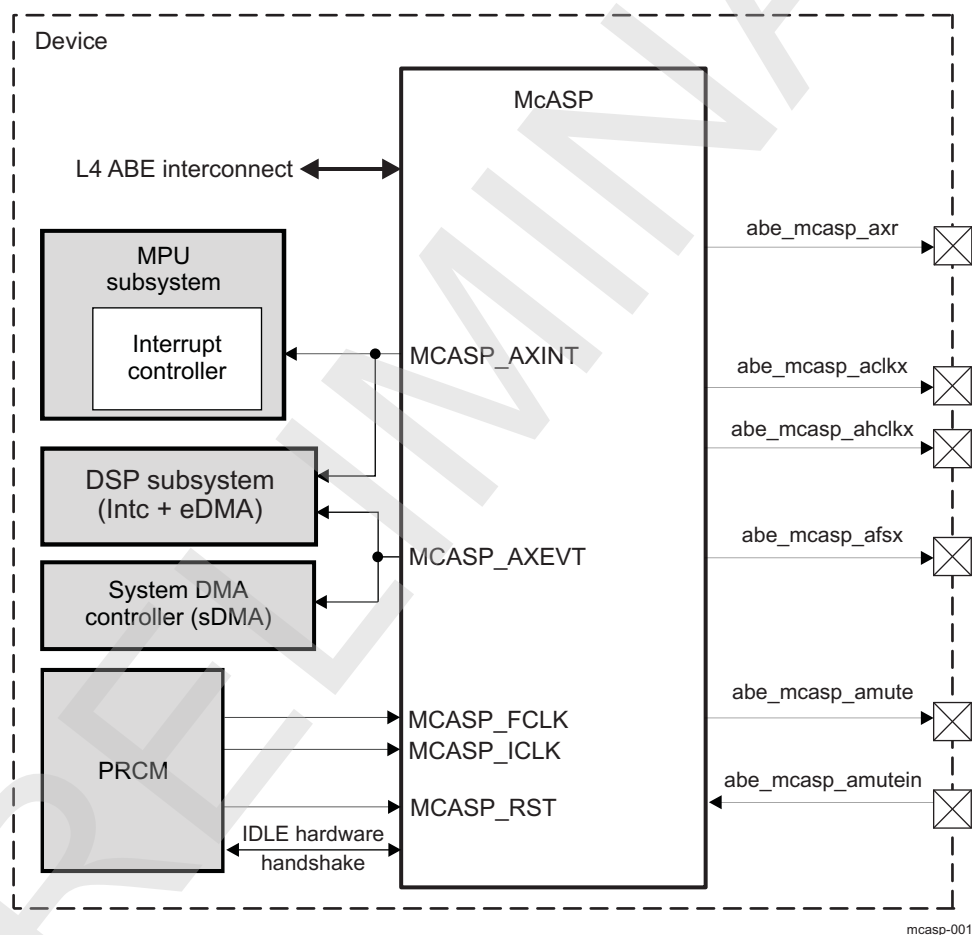 Device
McASP
L4 ABE interconnect
MPU
subsystem
Interrupt
controller
MCASP_AXINT
DSP subsystem
(Intc + eDMA)
MCASP_AXEVT
System DMA
controller (sDMA)
PRCM
MCASP_FCLK
MCASP_ICLK
MCASP_RST
IDLE hardware
handshake
abe_mcasp_axr
abe_mcasp_aclkx
abe_mcasp_ahclkx
abe_mcasp_afsx
abe_mcasp_amute
abe_mcasp_amutein
mcasp-001
RELIMINA